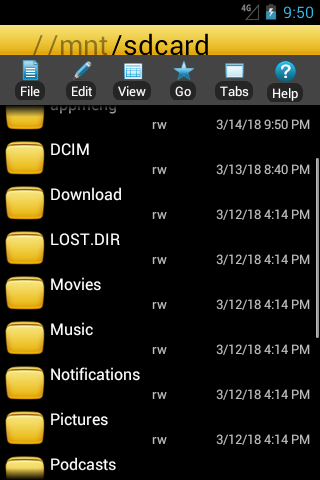 9:50
//mnt/sdcard
File Edit View Go Tabs Help
appmeng
rw 3/14/18 9:50 PM
DCIM
rw 3/13/18 8:40 PM
Download
rw 3/12/18 4:14 PM
LOST.DIR
rw 3/12/18 4:14 PM
Movies
rw 3/12/18 4:14 PM
Music
rw 3/12/18 4:14 PM
Notifications
rw 3/12/18 4:14 PM
Pictures
rw 3/12/18 4:14 PM
Podcasts